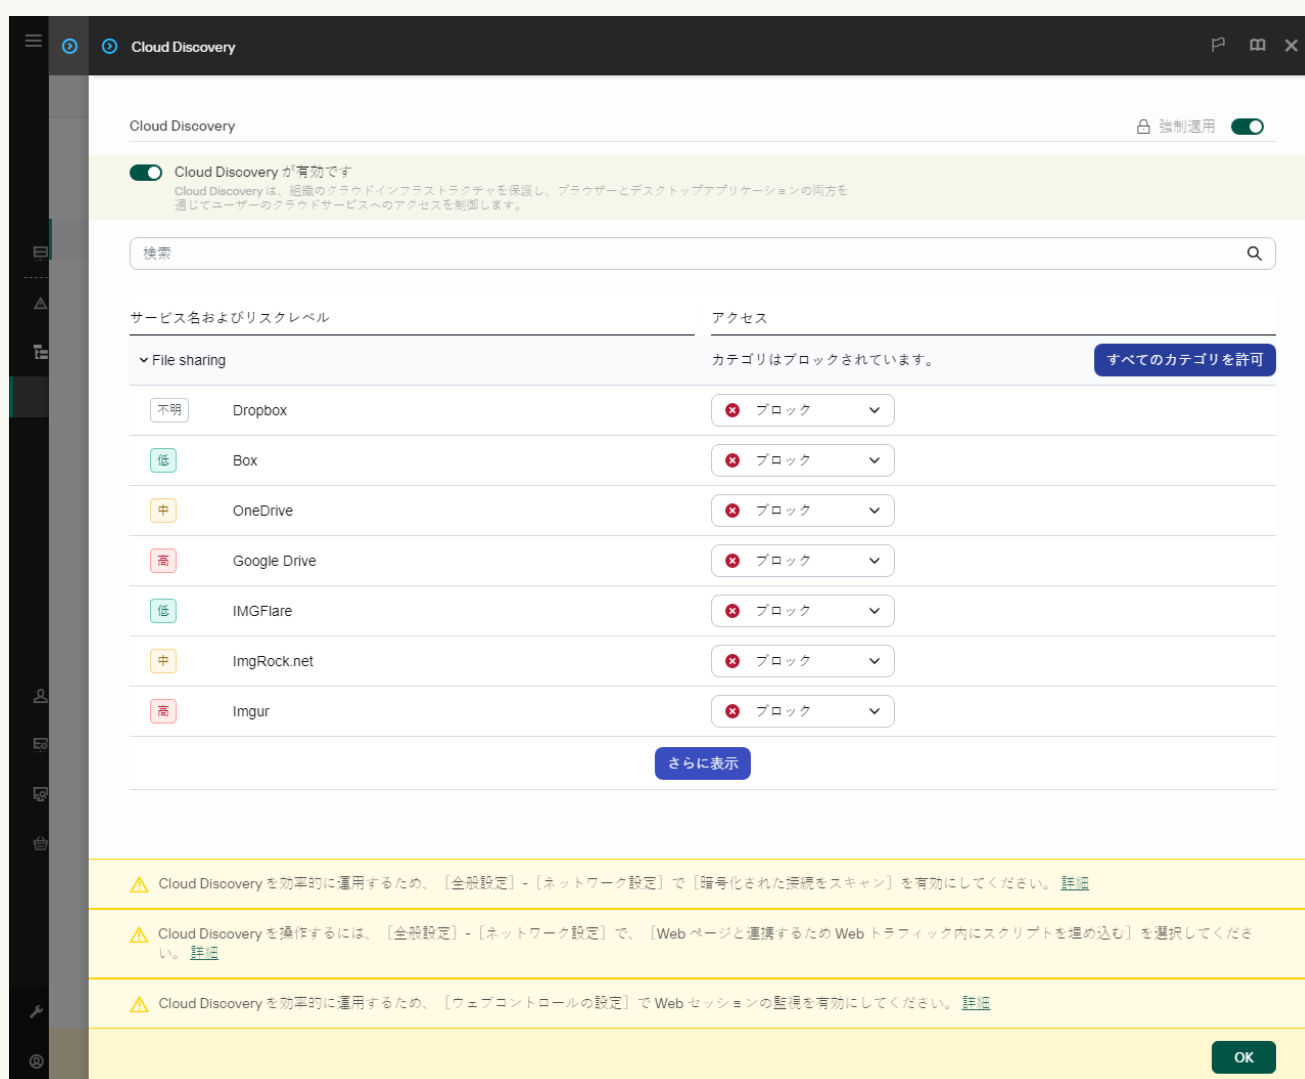 Cloud Discovery
Cloud Discovery
強制適用
Cloud Discovery が有効です
Cloud Discovery は、組織のクラウドインフラストラクチャを保護し、ブラウザーとデスクトップアプリケーションの両方を
通じてユーザーのクラウドサービスへのアクセスを制御します。
検索
サービス名およびリスクレベル アクセス
File sharing カテゴリはブロックされています。 すべてのカテゴリを許可
不明 Dropbox ブロック
低 Box ブロック
中 OneDrive ブロック
高 Google Drive ブロック
低 IMGFlare ブロック
中 ImgRock.net ブロック
高 Imgur ブロック
さらに表示
Cloud Discovery を効率的に運用するため、［全般設定］-［ネットワーク設定］で［暗号化された接続をスキャン］を有効にしてください。 詳細
Cloud Discovery を操作するには、［全般設定］-［ネットワーク設定］で、［Web ページと連携するため Web トラフィック内にスクリプトを埋め込む］を選択してくださ
い。 詳細
Cloud Discovery を効率的に運用するため、［ウェブコントロールの設定］で Web セッションの監視を有効にしてください。 詳細
OK